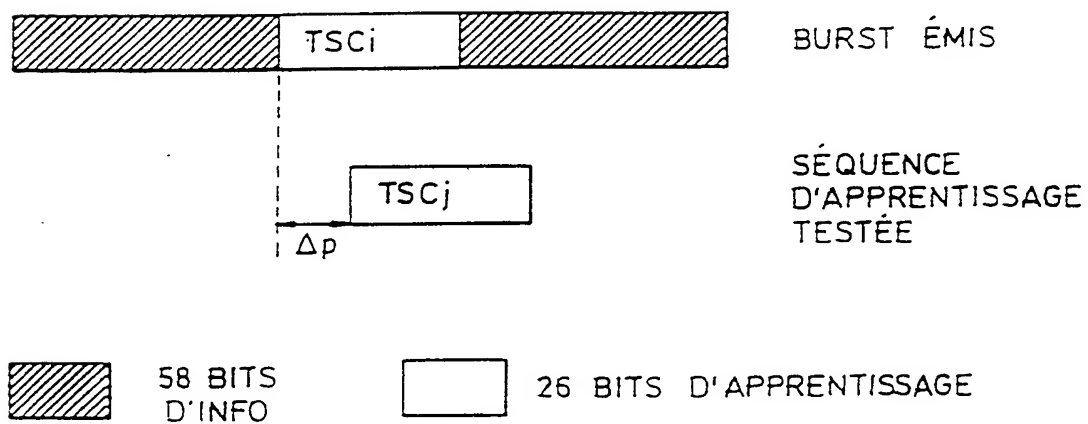 TSCi
BURST ÉMIS
TSCj
Δp
SÉQUENCE
D'APPRENTISSAGE
TESTÉE
58 BITS
D'INFO
26 BITS D'APPRENTISSAGE